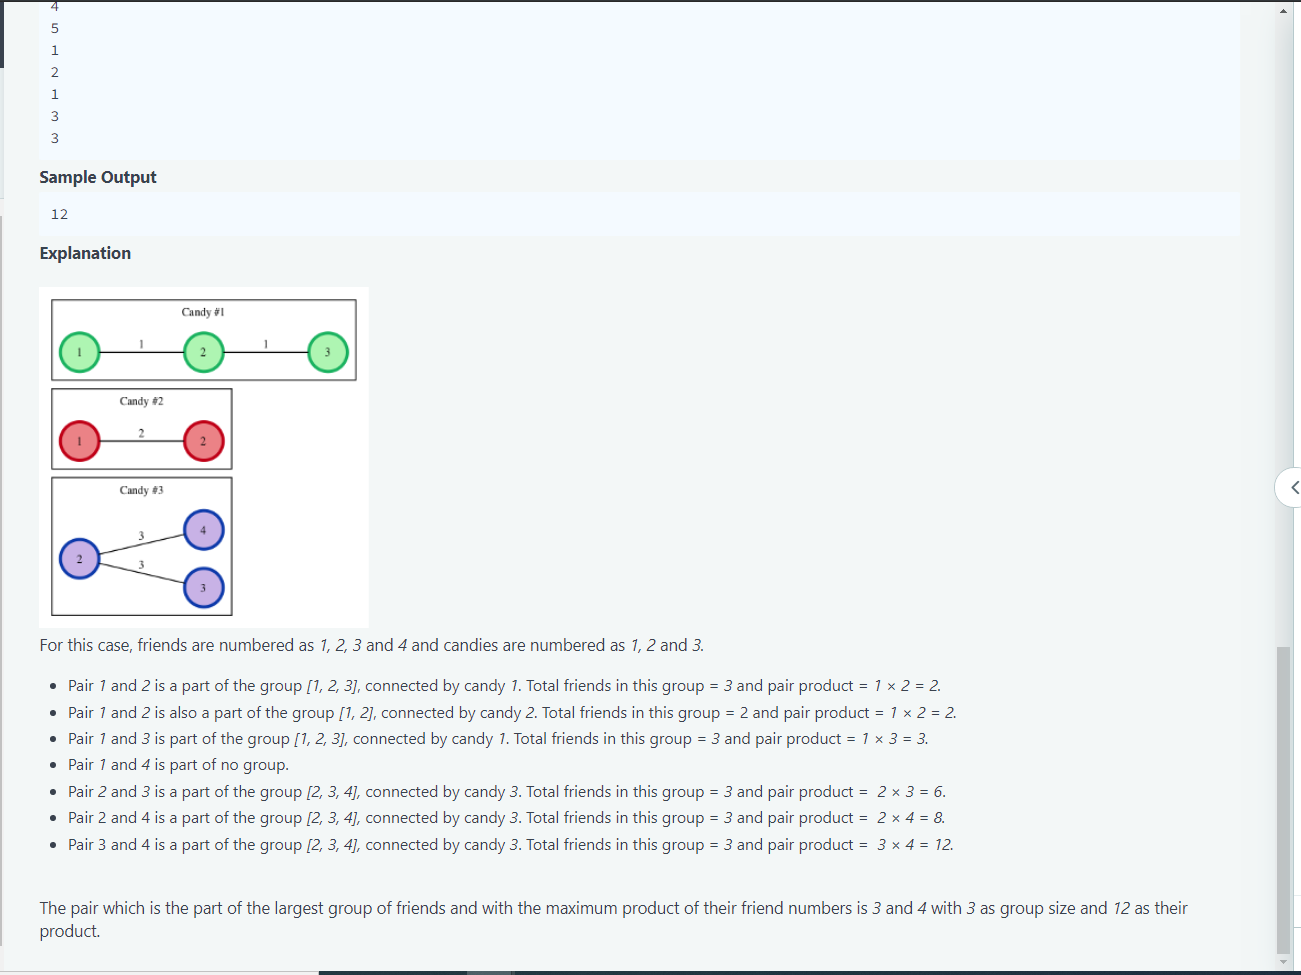 4
5
1
2
1
3
3
Sample Output
12
Explanation
Candy #1
1 1 2 1 3
Candy #2
1 2 2
Candy #3
2 3 4
3 3
For this case, friends are numbered as 1, 2, 3 and 4 and candies are numbered as 1, 2 and 3.
• Pair 1 and 2 is a part of the group [1, 2, 3], connected by candy 1. Total friends in this group = 3 and pair product = 1 × 2 = 2.
• Pair 1 and 2 is also a part of the group [1, 2], connected by candy 2. Total friends in this group = 2 and pair product = 1 × 2 = 2.
• Pair 1 and 3 is part of the group [1, 2, 3], connected by candy 1. Total friends in this group = 3 and pair product = 1 × 3 = 3.
• Pair 1 and 4 is part of no group.
• Pair 2 and 3 is a part of the group [2, 3, 4], connected by candy 3. Total friends in this group = 3 and pair product = 2 × 3 = 6.
• Pair 2 and 4 is a part of the group [2, 3, 4], connected by candy 3. Total friends in this group = 3 and pair product = 2 × 4 = 8.
• Pair 3 and 4 is a part of the group [2, 3, 4], connected by candy 3. Total friends in this group = 3 and pair product = 3 × 4 = 12.
The pair which is the part of the largest group of friends and with the maximum product of their friend numbers is 3 and 4 with 3 as group size and 12 as their
product.